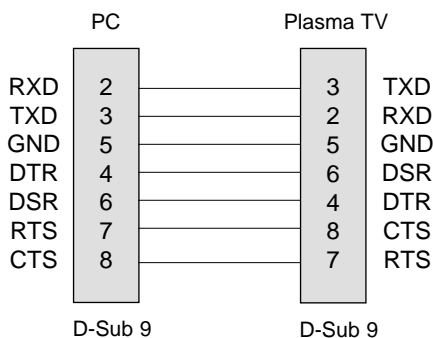 PC Plasma TV
RXD 2 3 TXD
TXD 3 2 RXD
GND 5 5 GND
DTR 4 6 DSR
DSR 6 4 DTR
RTS 7 8 CTS
CTS 8 7 RTS
D-Sub 9 D-Sub 9